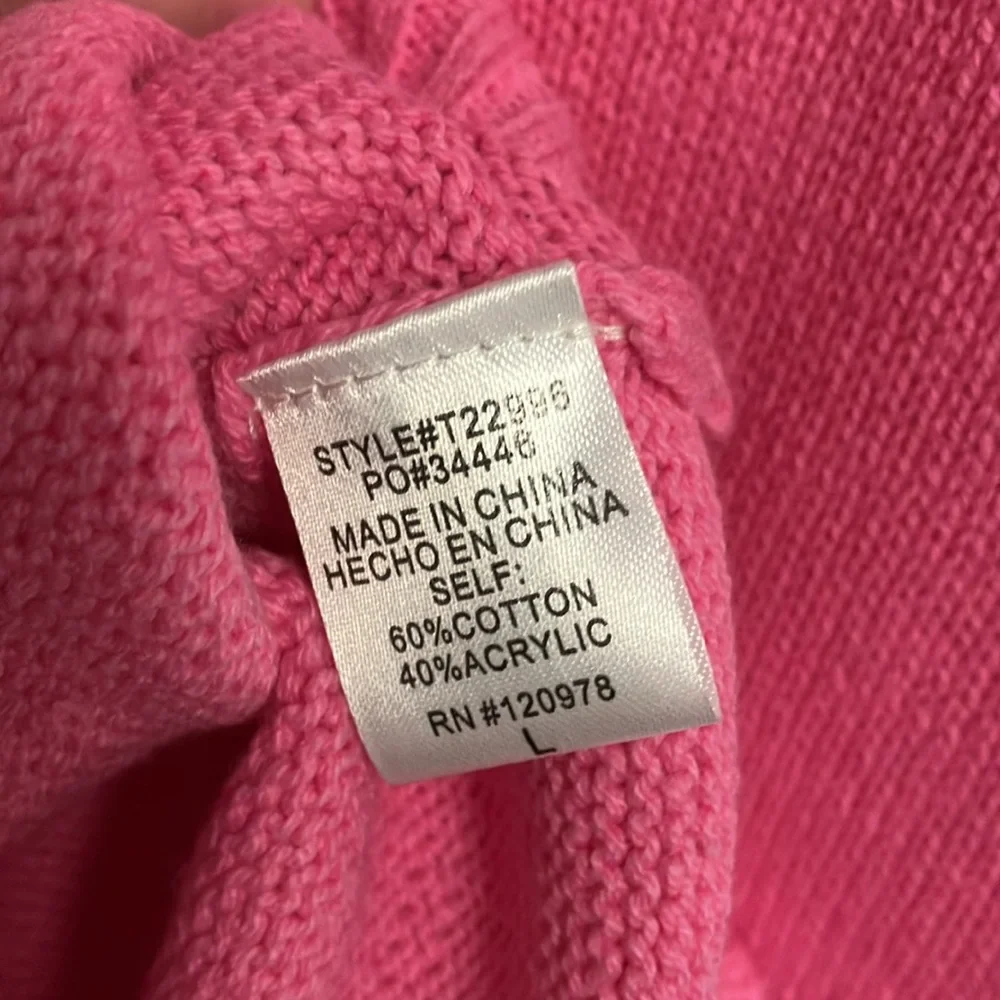 STYLE#T22996
PO#34446
MADE IN CHINA
HECHO EN CHINA
SELF:
60%COTTON
40%ACRYLIC
RN #120978
L